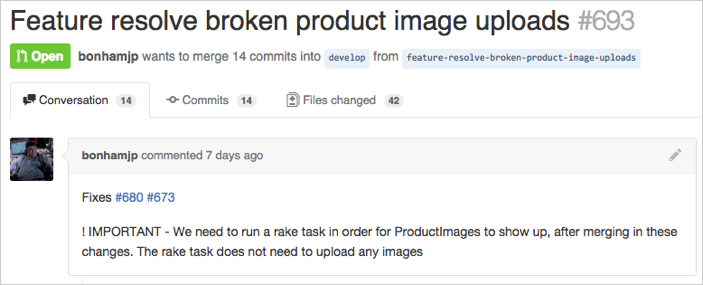 Feature resolve broken product image uploads #693
Open bonhamjp wants to merge 14 commits into develop from feature-resolve-broken-product-image-uploads
Conversation 14 Commits 14 Files changed 42
bonhamjp commented 7 days ago
Fixes #680 #673
! IMPORTANT - We need to run a rake task in order for ProductImages to show up, after merging in these
changes. The rake task does not need to upload any images